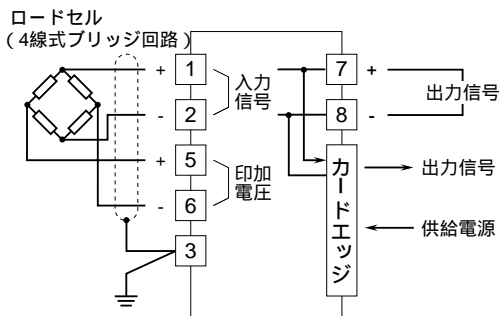 ロードセル
(4線式ブリッジ回路)
+ 1
入力
信号
- 2
+ 5
印加
電圧
- 6
3
7 +
8 -
出力信号
カードエッジ
出力信号
供給電源